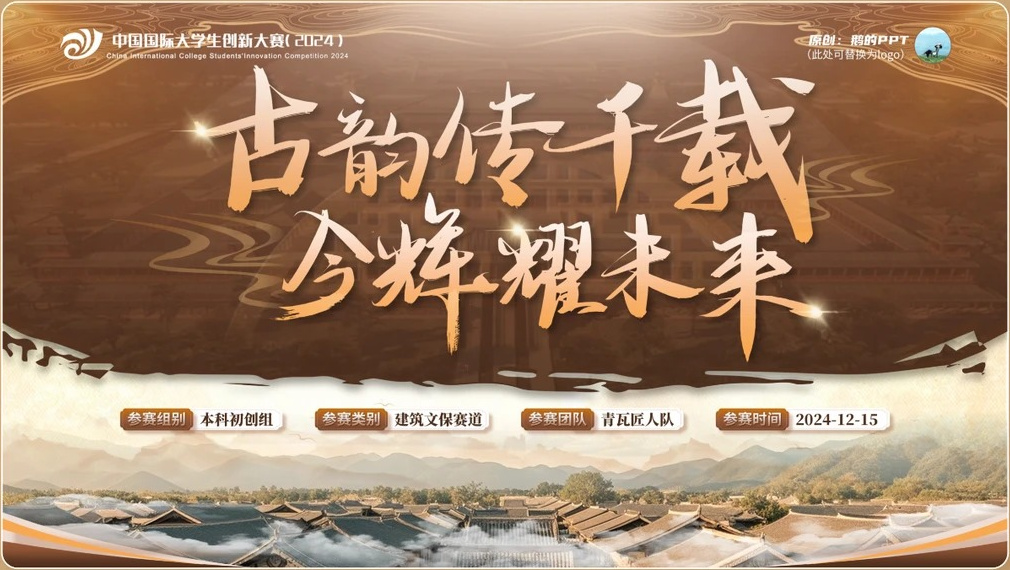 中国国际大学生创新大赛(2024)
China International College Students'Innovation Competition 2024
原创：鹅的PPT
（此处可替换为logo）
古韵传千载
今辉耀未来
参赛组别 本科初创组 参赛类别 建筑文保赛道 参赛团队 青瓦匠人队 参赛时间 2024-12-15